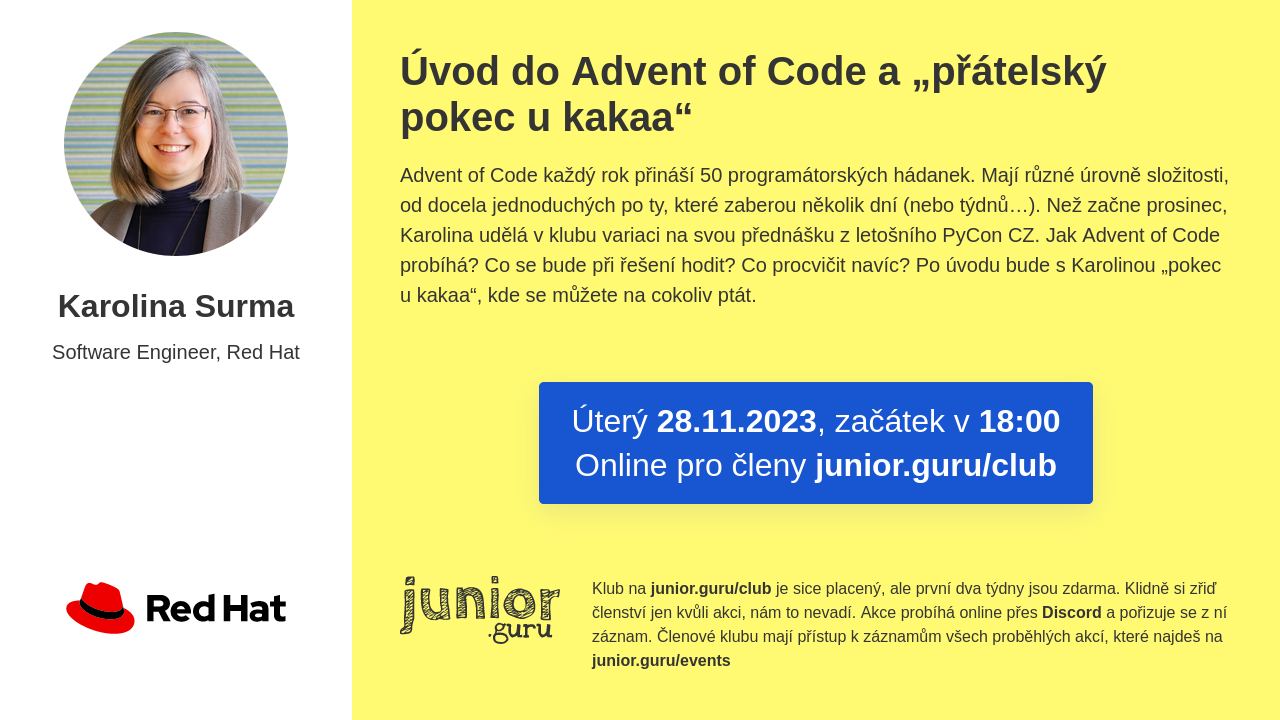 Karolina Surma
Software Engineer, Red Hat
Red Hat
Úvod do Advent of Code a „přátelský
pokec u kakaa“
Advent of Code každý rok přináší 50 programátorských hádanek. Mají různé úrovně složitosti,
od docela jednoduchých po ty, které zaberou několik dní (nebo týdnů…). Než začne prosinec,
Karolina udělá v klubu variaci na svou přednášku z letošního PyCon CZ. Jak Advent of Code
probíhá? Co se bude při řešení hodit? Co procvičit navíc? Po úvodu bude s Karolinou „pokec
u kakaa“, kde se můžete na cokoliv ptát.
Úterý 28.11.2023, začátek v 18:00
Online pro členy junior.guru/club
junior
.guru
Klub na junior.guru/club je sice placený, ale první dva týdny jsou zdarma. Klidně si zřiď
členství jen kvůli akci, nám to nevadí. Akce probíhá online přes Discord a pořizuje se z ní
záznam. Členové klubu mají přístup k záznamům všech proběhlých akcí, které najdeš na
junior.guru/events